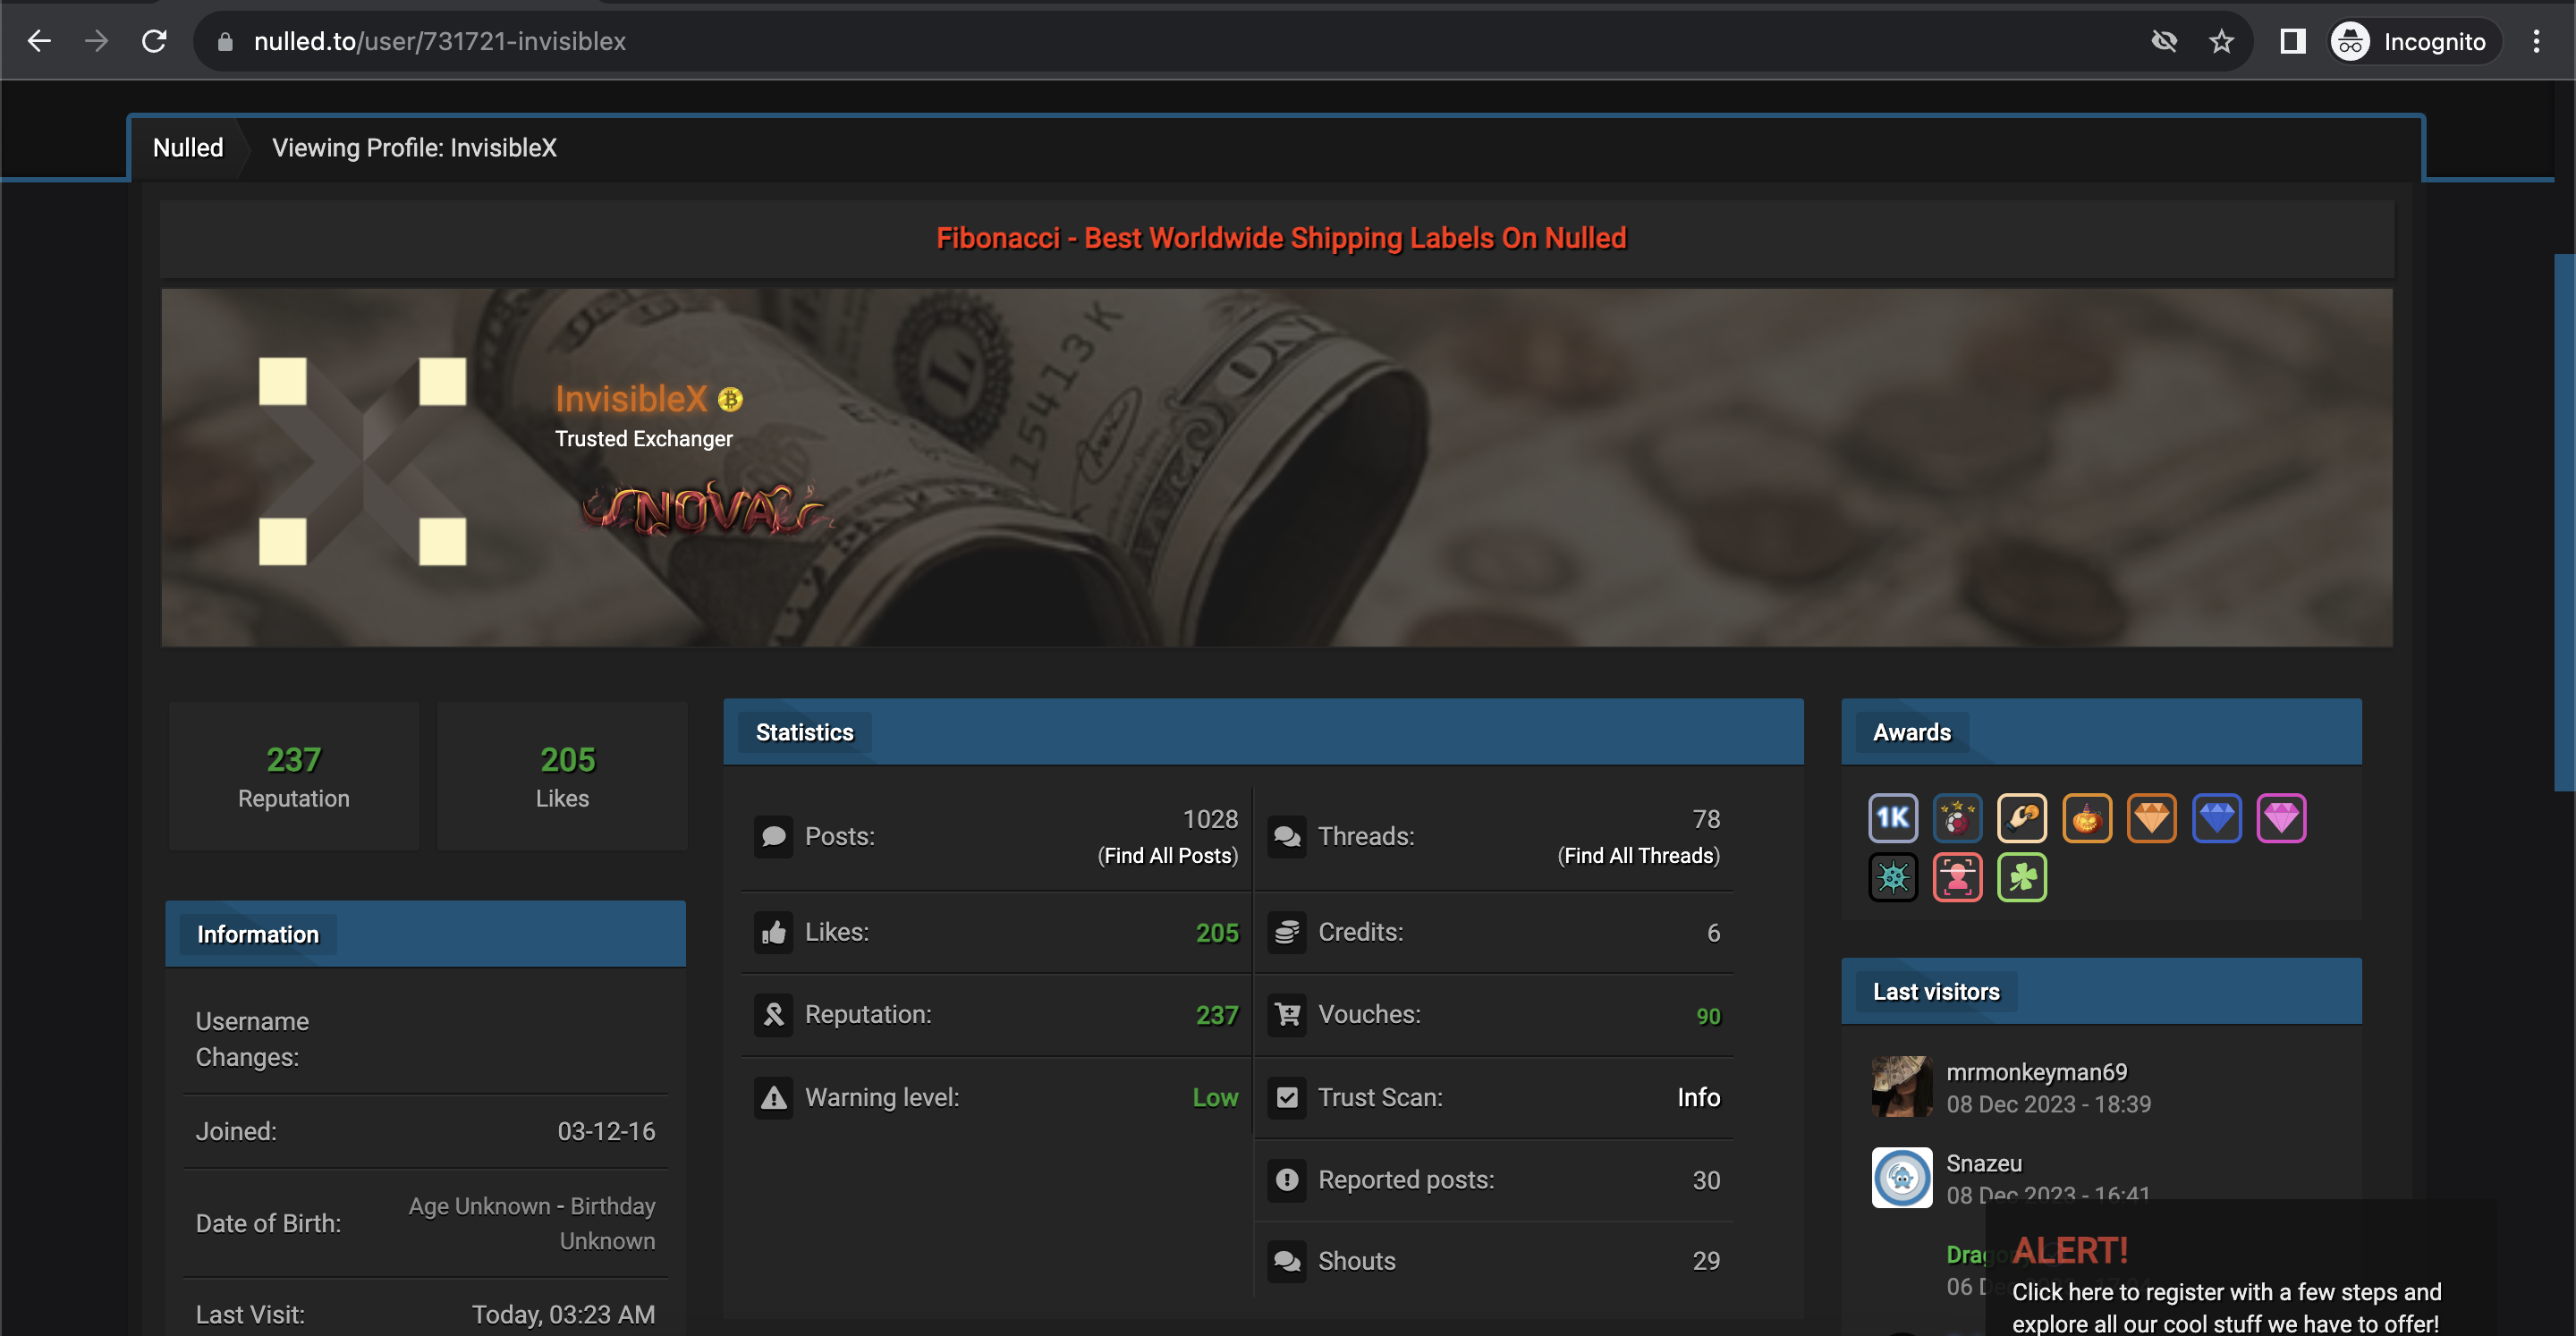 nulled.to/user/731721-invisiblex
Incognito
Nulled
Viewing Profile: InvisibleX
Fibonacci - Best Worldwide Shipping Labels On Nulled
InvisibleX
Trusted Exchanger
NOVA
237
Reputation
205
Likes
Information
Username
Changes:
Joined: 03-12-16
Date of Birth: Age Unknown - Birthday
Unknown
Last Visit: Today, 03:23 AM
Statistics
Posts: 1028
(Find All Posts)
Threads: 78
(Find All Threads)
Likes: 205
Credits: 6
Reputation: 237
Vouches: 90
Warning level: Low
Trust Scan: Info
Reported posts: 30
Shouts 29
Awards
1K
Last visitors
mrmonkeyman69
08 Dec 2023 - 18:39
Snazeu
08 Dec 2023 - 16:41
ALERT!
Click here to register with a few steps and
explore all our cool stuff we have to offer!